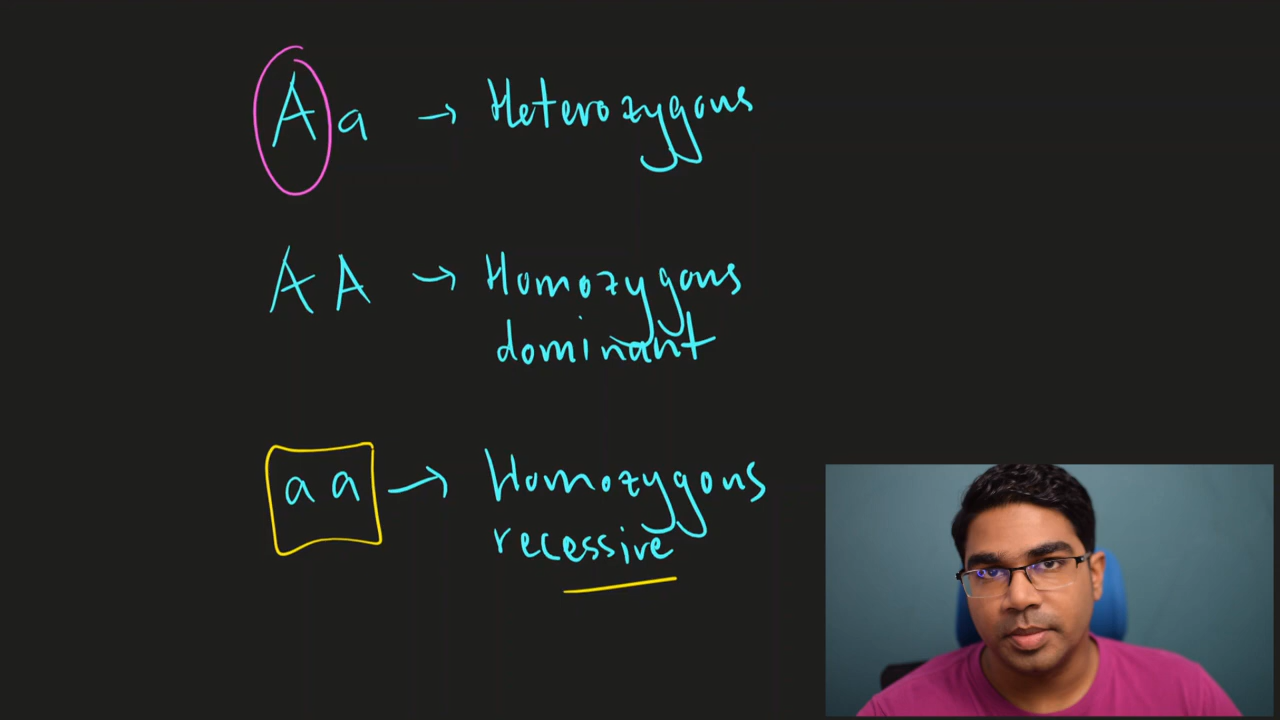 Aa → Heterozygous
AA → Homozygous
dominant
aa → Homozygous
recessive